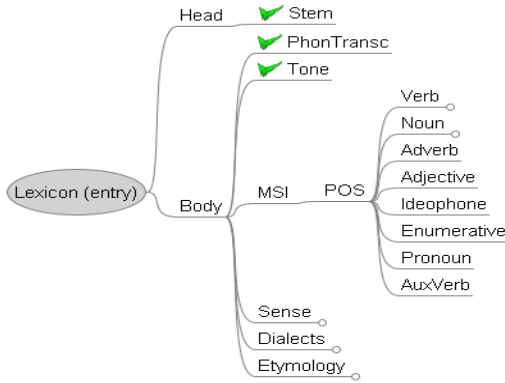 Head
Stem
PhonTransc
Tone
Lexicon (entry)
Body
MSI
POS
Verb
Noun
Adverb
Adjective
Ideophone
Enumerative
Pronoun
AuxVerb
Sense
Dialects
Etymology